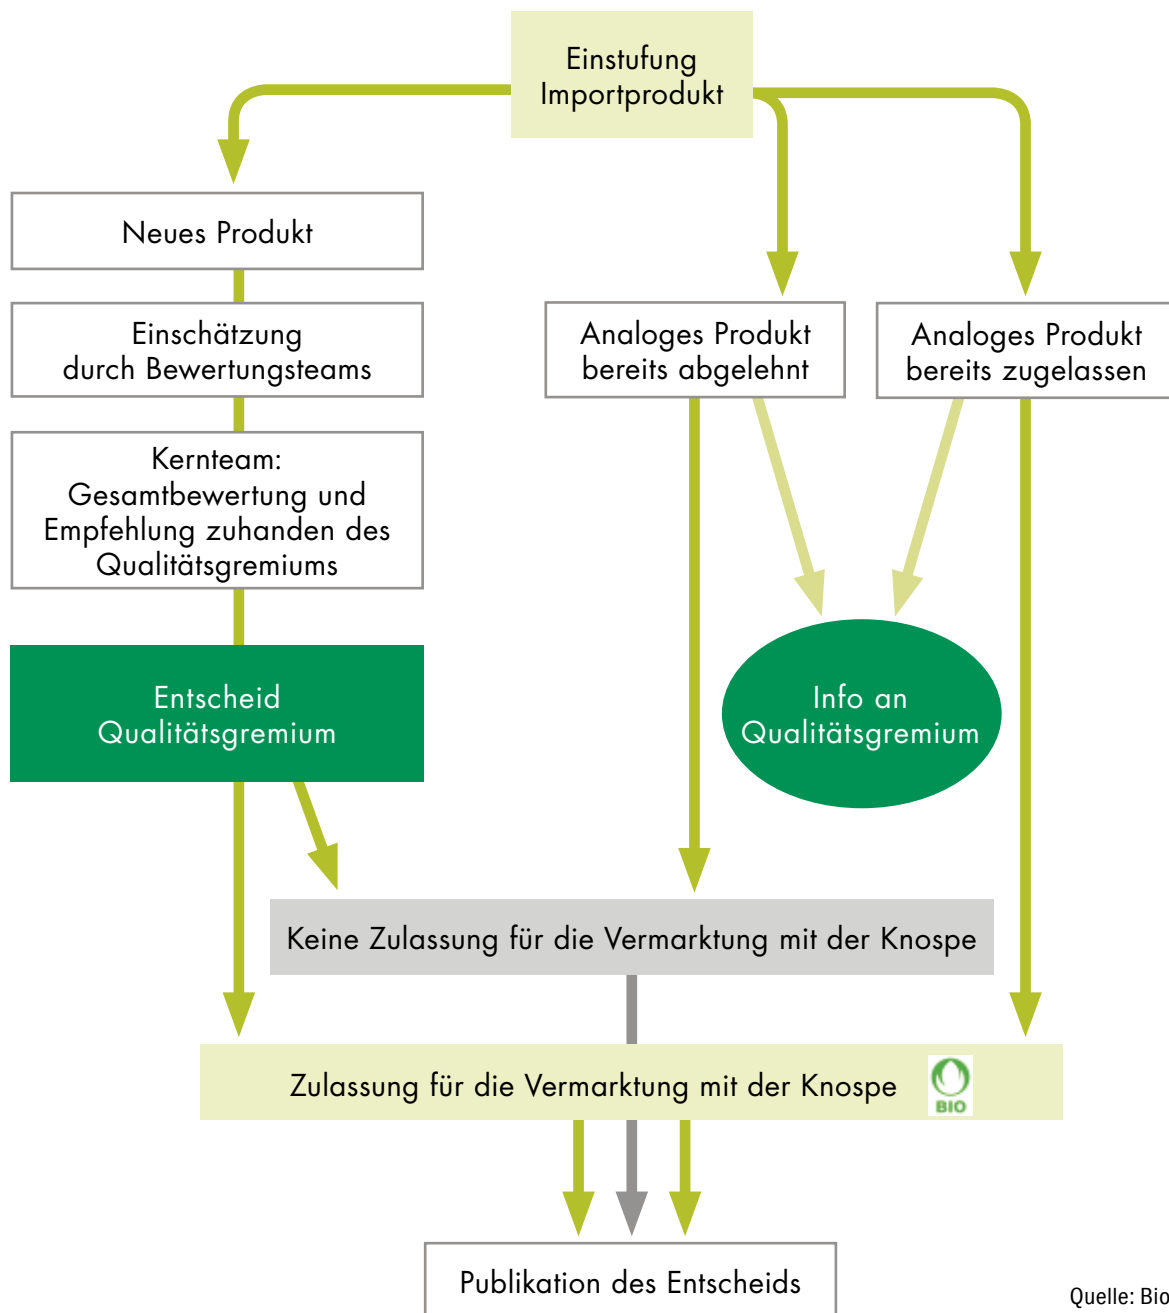 Einstufung
Importprodukt
Neues Produkt
Einschätzung
durch Bewertungsteams
Analoges Produkt
bereits abgelehnt
Analoges Produkt
bereits zugelassen
Kernteam:
Gesamtbewertung und
Empfehlung zuhanden des
Qualitätsgremiums
Entscheid
Qualitätsgremium
Info an
Qualitätsgremium
Keine Zulassung für die Vermarktung mit der Knospe
Zulassung für die Vermarktung mit der Knospe
BIO
Publikation des Entscheids
Quelle: Bio